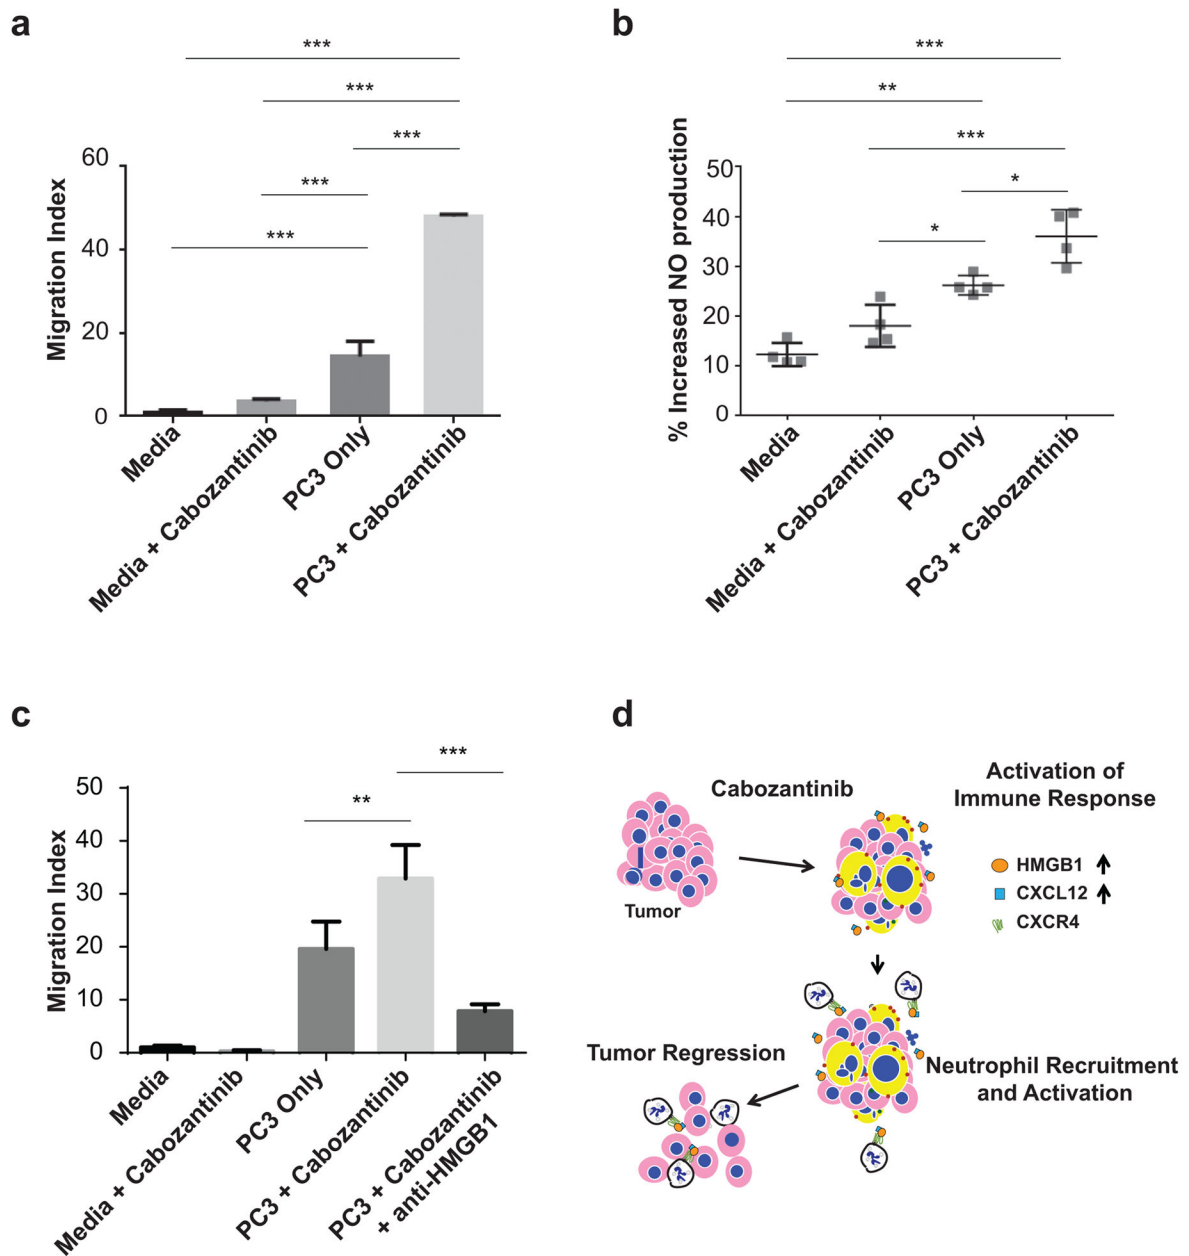 a
***
***
***
***
***
Migration Index
60
40
20
0
Media
Media + Cabozantinib
PC3 Only
PC3 + Cabozantinib
b
***
**
***
*
*
% Increased NO production
50
40
30
20
10
0
Media
Media + Cabozantinib
PC3 Only
PC3 + Cabozantinib
c
***
**
Migration Index
50
40
30
20
10
0
Media
Media + Cabozantinib
PC3 Only
PC3 + Cabozantinib
PC3 + Cabozantinib
+ anti-HMGB1
d
Cabozantinib
Tumor
Activation of
Immune Response
HMGB1
CXCL12
CXCR4
Tumor Regression
Neutrophil Recruitment
and Activation